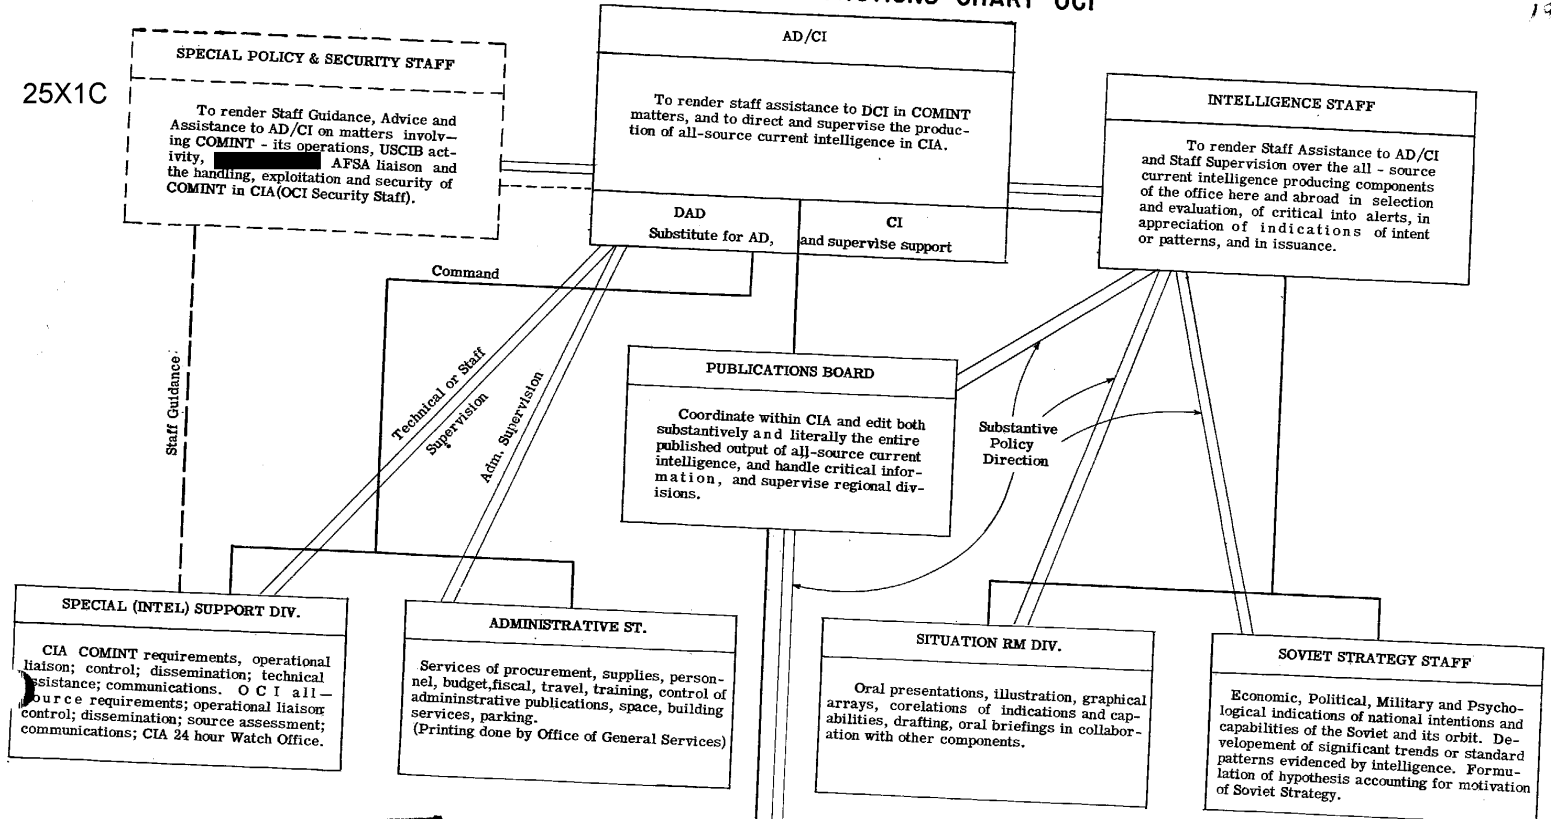 CHART OCI
25X1C
SPECIAL POLICY & SECURITY STAFF
To render Staff Guidance, Advice and
Assistance to AD/CI on matters involv—
ing COMINT - its operations, USCIB act-
ivity, AFSA liaison and
the handling, exploitation and security of
COMINT in CIA(OCI Security Staff).
AD/CI
To render staff assistance to DCI in COMINT
matters, and to direct and supervise the produc-
tion of all-source current intelligence in CIA.
DAD CI
Substitute for AD, and supervise support
INTELLIGENCE STAFF
To render Staff Assistance to AD/CI
and Staff Supervision over the all - source
current intelligence producing components
of the office here and abroad in selection
and evaluation, of critical into alerts, in
appreciation of indications of intent
or patterns, and in issuance.
Command
Staff Guidance
Technical or Staff
Supervision
Adm. Supervision
PUBLICATIONS BOARD
Coordinate within CIA and edit both
substantively and literally the entire
published output of all-source current
intelligence, and handle critical infor-
mation, and supervise regional div-
isions.
Substantive
Policy
Direction
SPECIAL (INTEL) SUPPORT DIV.
CIA COMINT requirements, operational
liaison; control; dissemination; technical
ssistance; communications. OCI all—
ource requirements; operational liaison;
control; dissemination; source assessment;
communications; CIA 24 hour Watch Office.
ADMINISTRATIVE ST.
Services of procurement, supplies, person-
nel, budget,fiscal, travel, training, control of
admininstrative publications, space, building
services, parking.
(Printing done by Office of General Services)
SITUATION RM DIV.
Oral presentations, illustration, graphical
arrays, corelations of indications and cap-
abilities, drafting, oral briefings in collabor-
ation with other components.
SOVIET STRATEGY STAFF
Economic, Political, Military and Psycho-
logical indications of national intentions and
capabilities of the Soviet and its orbit. De-
velopement of significant trends or standard
patterns evidenced by intelligence. Formu-
lation of hypothesis accounting for motivation
of Soviet Strategy.